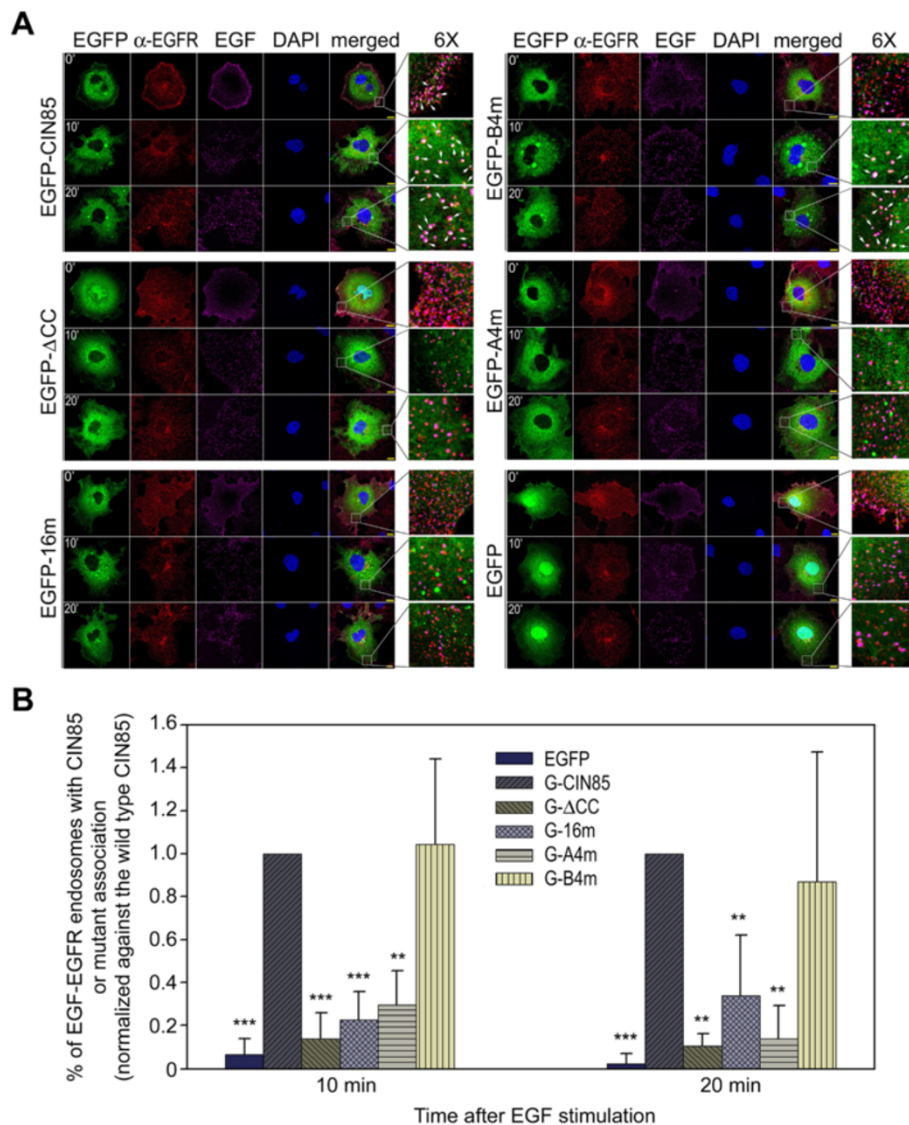 A
EGFP α-EGFR EGF DAPI merged 6X
EGFP-CIN85
0'
10'
20'
EGFP-ΔCC
0'
10'
20'
EGFP-16m
0'
10'
20'
EGFP α-EGFR EGF DAPI merged 6X
EGFP-B4m
0'
10'
20'
EGFP-A4m
0'
10'
20'
EGFP
0'
10'
20'
B
% of EGF-EGFR endosomes with CIN85
or mutant association
(normalized against the wild type CIN85)
1.6
1.4
1.2
1.0
0.8
0.6
0.4
0.2
0
EGFP
G-CIN85
G-ΔCC
G-16m
G-A4m
G-B4m
*** *** *** **
*** ** ** **
10 min 20 min
Time after EGF stimulation